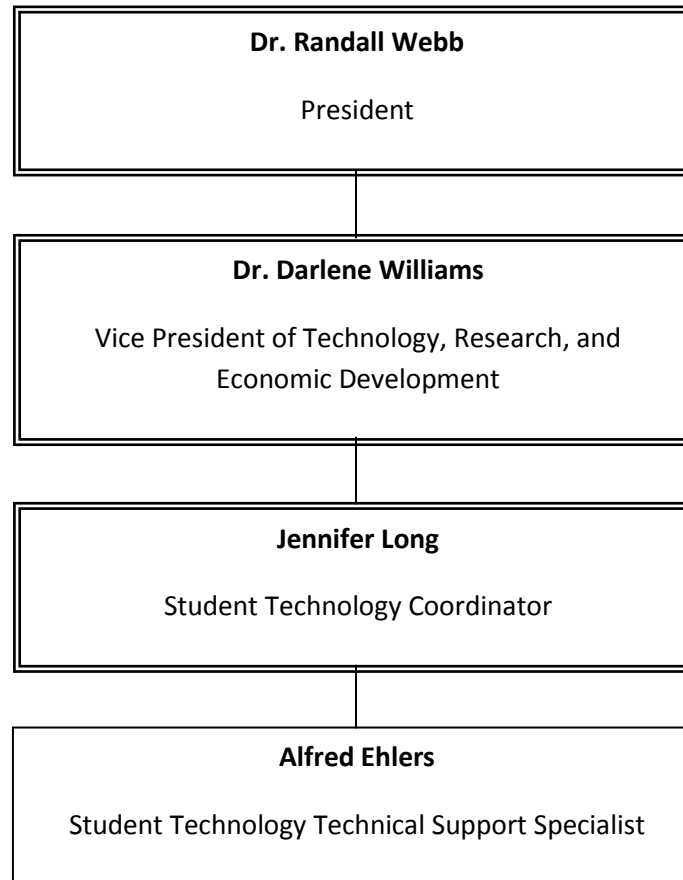 Dr. Randall Webb
President
Dr. Darlene Williams
Vice President of Technology, Research, and
Economic Development
Jennifer Long
Student Technology Coordinator
Alfred Ehlers
Student Technology Technical Support Specialist